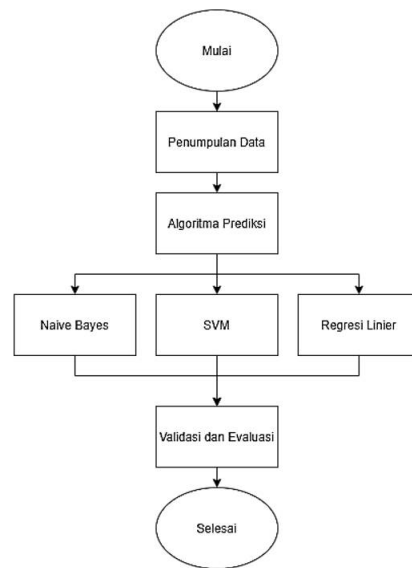 Mulai
Penumpulan Data
Algoritma Prediksi
Naive Bayes
SVM
Regresi Linier
Validasi dan Evaluasi
Selesai